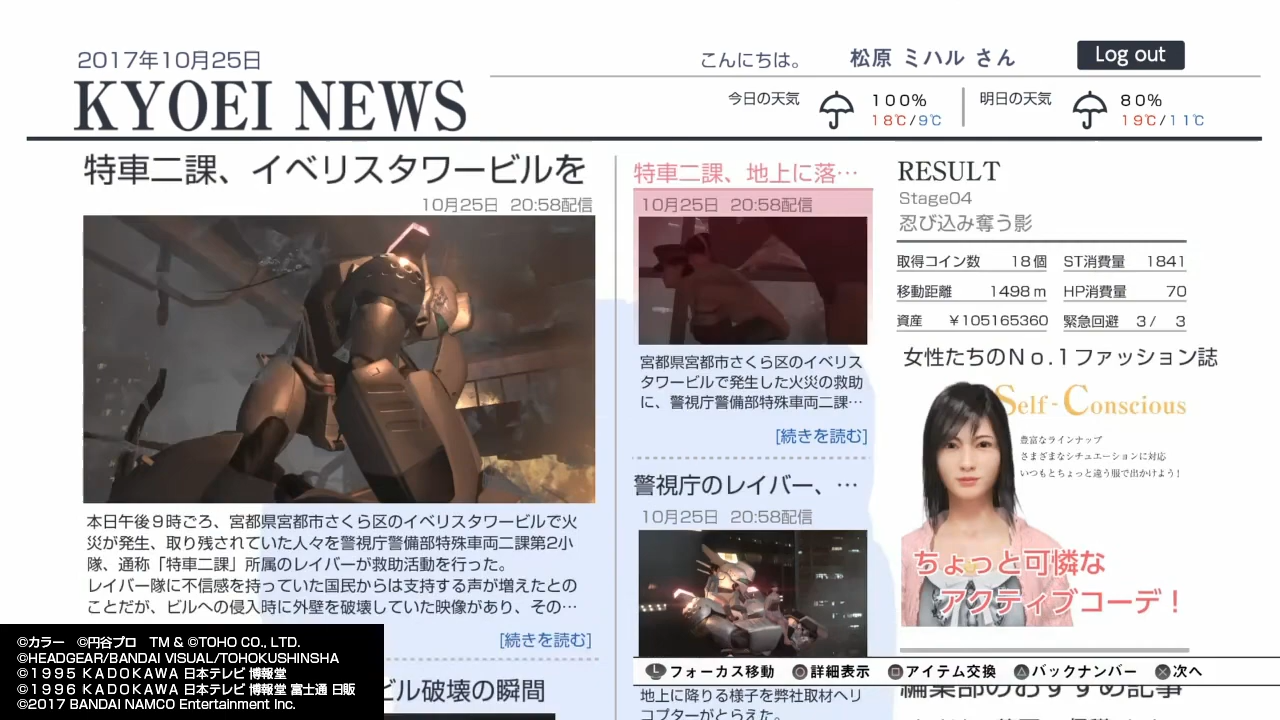 2017年10月25日
KYOEI NEWS
こんにちは。 松原 ミハル さん
Log out
今日の天気 100% 18℃/9℃
明日の天気 80% 19℃/11℃
特車二課、イベリスタワービルを
10月25日 20:58配信
本日午後9時ごろ、宮都県宮都市さくら区のイベリスタワービルで火
災が発生、取り残されていた人々を警視庁警備部特殊車両二課第2小
隊、通称「特車二課」所属のレイバーが救助活動を行った。
レイバー隊に不信感を持っていた国民からは支持する声が増えたとの
ことだが、ビルへの侵入時に外壁を破壊していた映像があり、その…
[続きを読む]
ビル破壊の瞬間
特車二課、地上に落…
10月25日 20:58配信
宮都県宮都市さくら区のイベリス
タワービルで発生した火災の救助
に、警視庁警備部特殊車両二課…
[続きを読む]
警視庁のレイバー、…
10月25日 20:58配信
地上に降りる様子を弊社取材ヘリ
コプターがとらえた。
RESULT
Stage04
忍び込み奪う影
取得コイン数 18個 ST消費量 1841
移動距離 1498m HP消費量 70
資産 ¥105165360 緊急回避 3/ 3
女性たちのNo.1ファッション誌
Self-Conscious
豊富なラインナップ
さまざまなシチュエーションに対応
いつもとちょっと違う服で出かけよう!
ちょっと可憐な
アクティブコーデ!
L フォーカス移動 詳細表示 アイテム交換 バックナンバー 次へ
編集部のおすすめ記事
©カラー ©円谷プロ TM & ©TOHO CO., LTD.
©HEADGEAR/BANDAI VISUAL/TOHOKUSHINSHA
©1995 KADOKAWA 日本テレビ 博報堂
©1996 KADOKAWA 日本テレビ 博報堂 富士通 日販
©2017 BANDAI NAMCO Entertainment Inc.